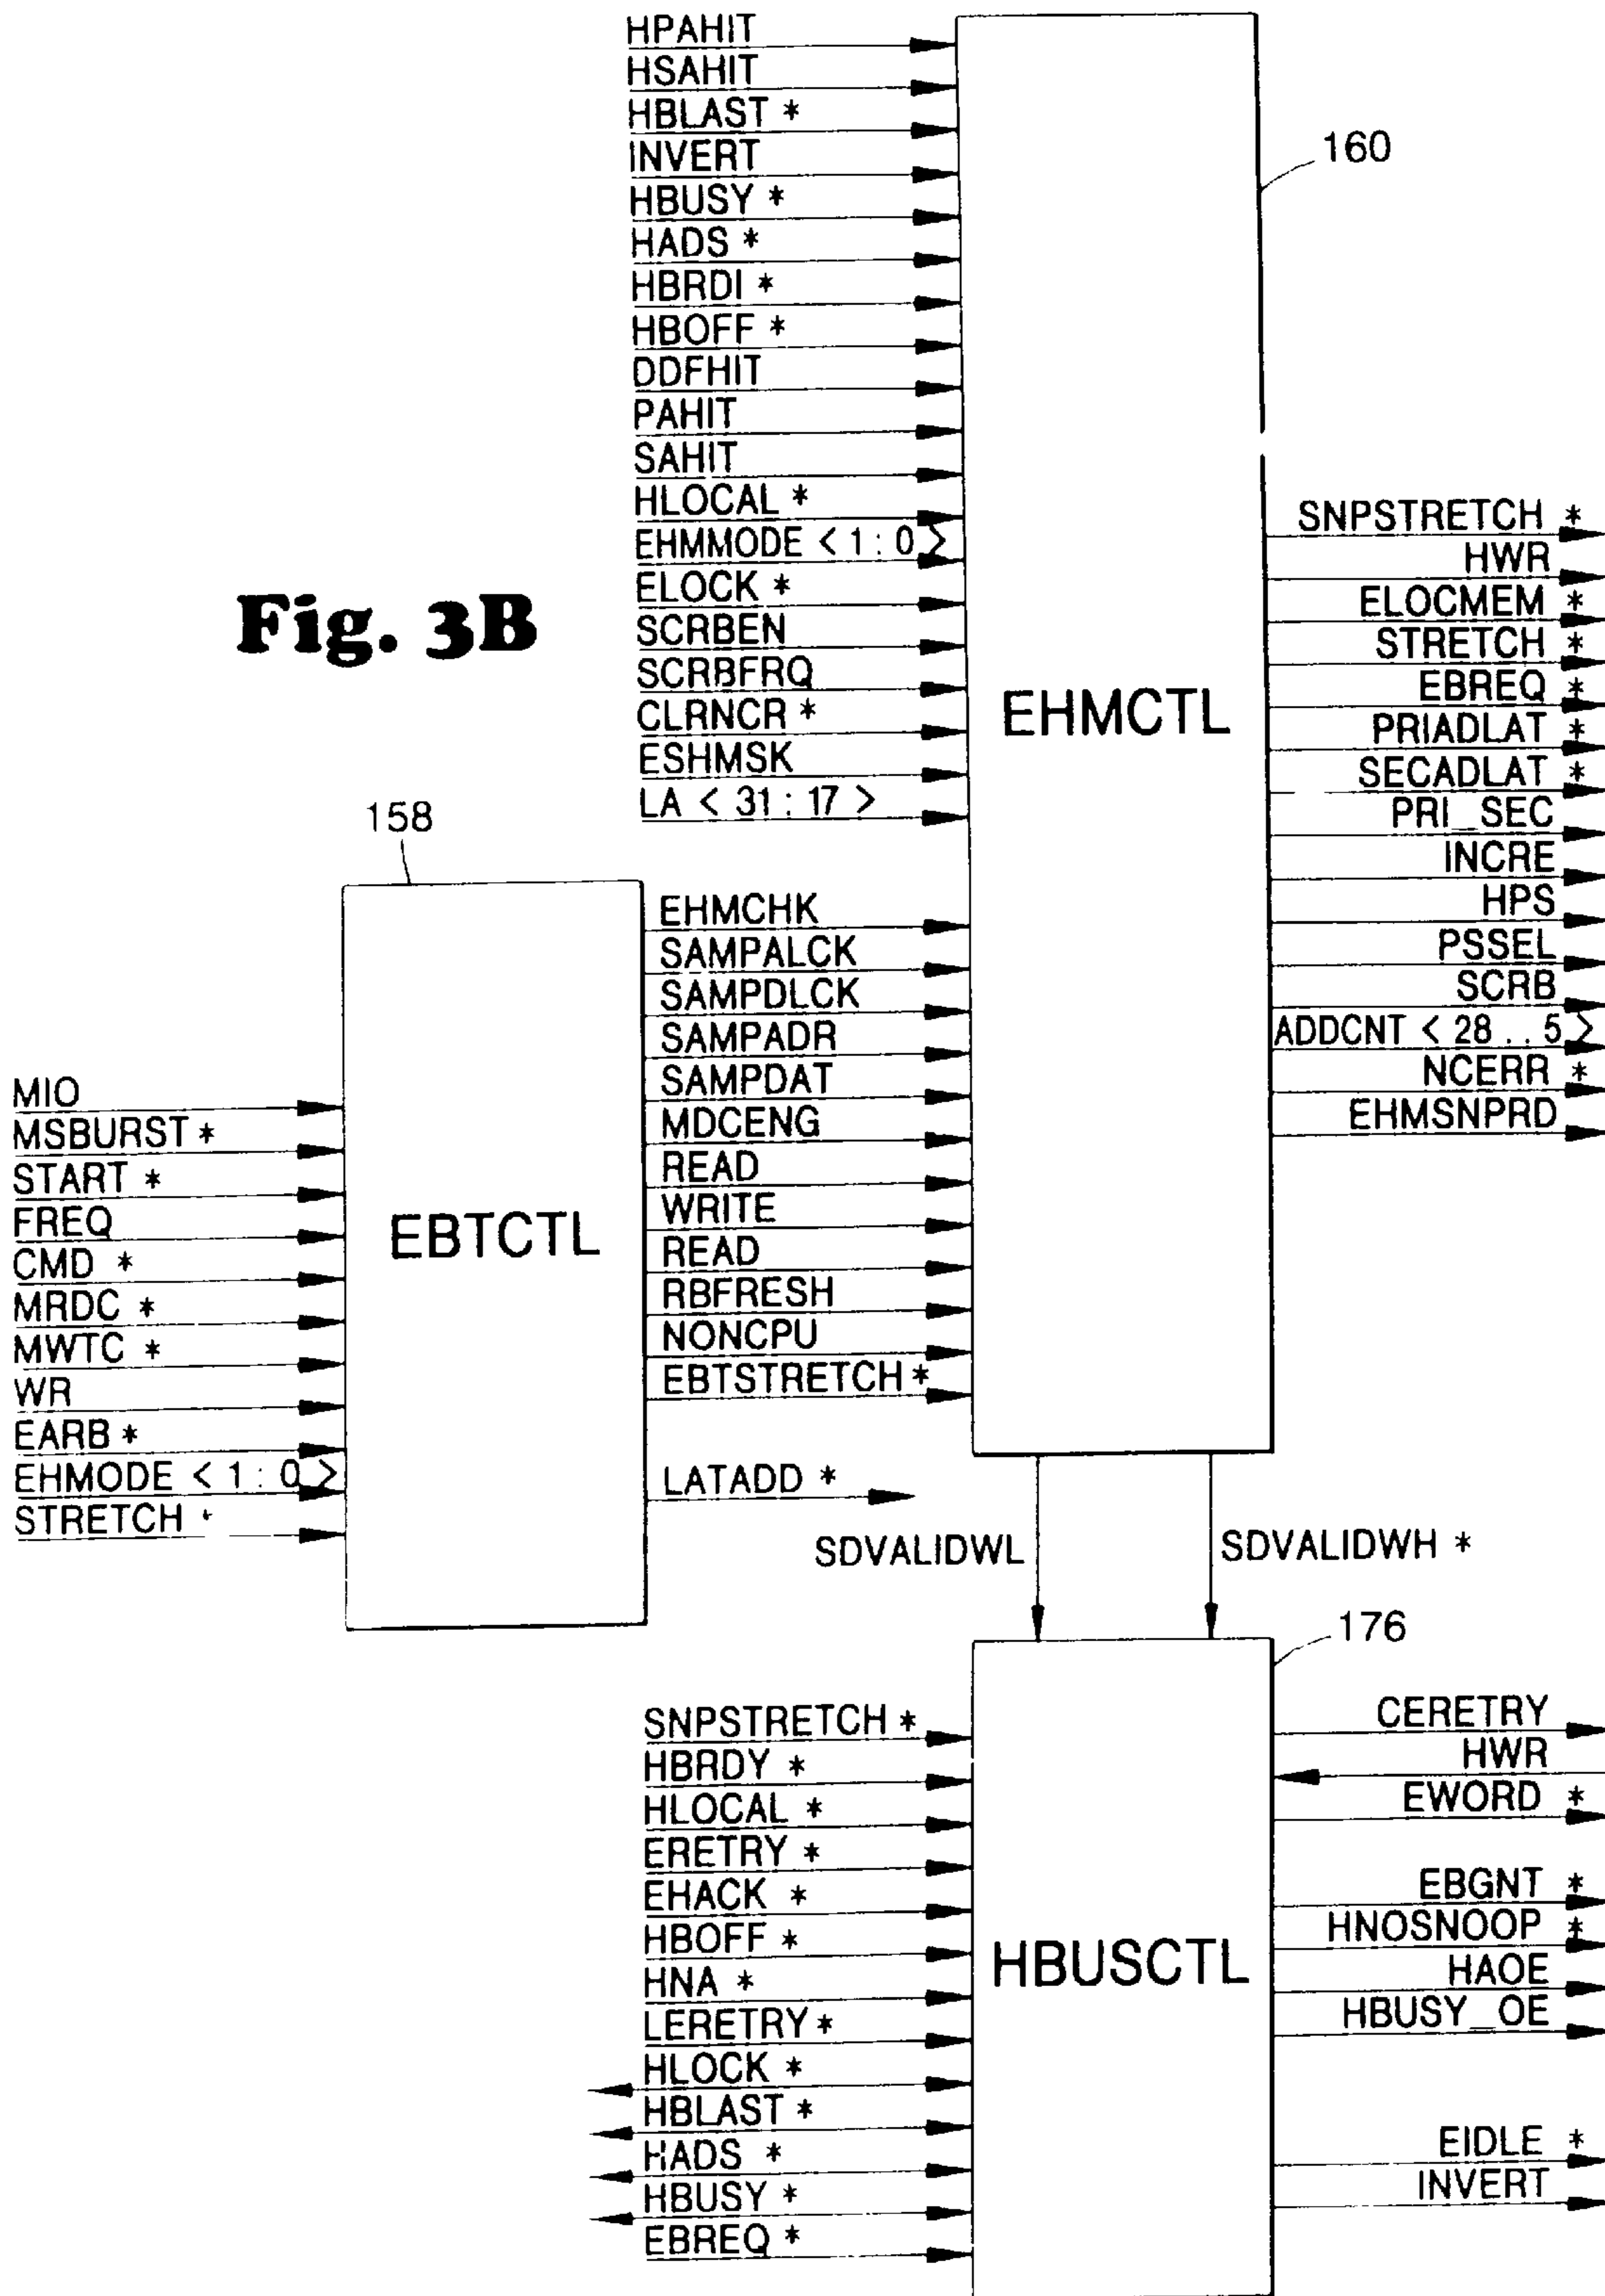 HPAHIT
HSAHIT
HBLAST *
INVERT
HBUSY *
HADS *
HBRDI *
HBOFF *
DDFHIT
PAHIT
SAHIT
HLOCAL *
EHMMODE < 1 : 0 >
ELOCK *
SCRBEN
SCRBFRQ
CLRNCR *
ESHMSK
LA < 31 : 17 >
160
EHMCTL
SNPSTRETCH *
HWR
ELOCMEM *
STRETCH *
EBREQ *
PRIADLAT *
SECADLAT *
PRI_SEC
INCRE
HPS
PSSEL
SCRB
ADDCNT < 28 . . 5 >
NCERR *
EHMSNPRD
Fig. 3B
158
EBTCTL
MIO
MSBURST *
START *
FREQ
CMD *
MRDC *
MWTC *
WR
EARB *
EHMODE < 1 : 0 >
STRETCH *
EHMCHK
SAMPALCK
SAMPDLCK
SAMPADR
SAMPDAT
MDCENG
READ
WRITE
READ
RBFRESH
NONCPU
EBTSTRETCH *
LATADD *
SDVALIDWL
SDVALIDWH *
176
HBUSCTL
SNPSTRETCH *
HBRDY *
HLOCAL *
ERETRY *
EHACK *
HBOFF *
HNA *
LERETRY *
HLOCK *
HBLAST *
HADS *
HBUSY *
EBREQ *
CERETRY
HWR
EWORD *
EBGNT *
HNOSNOOP *
HAOE
HBUSY_OE
EIDLE *
INVERT